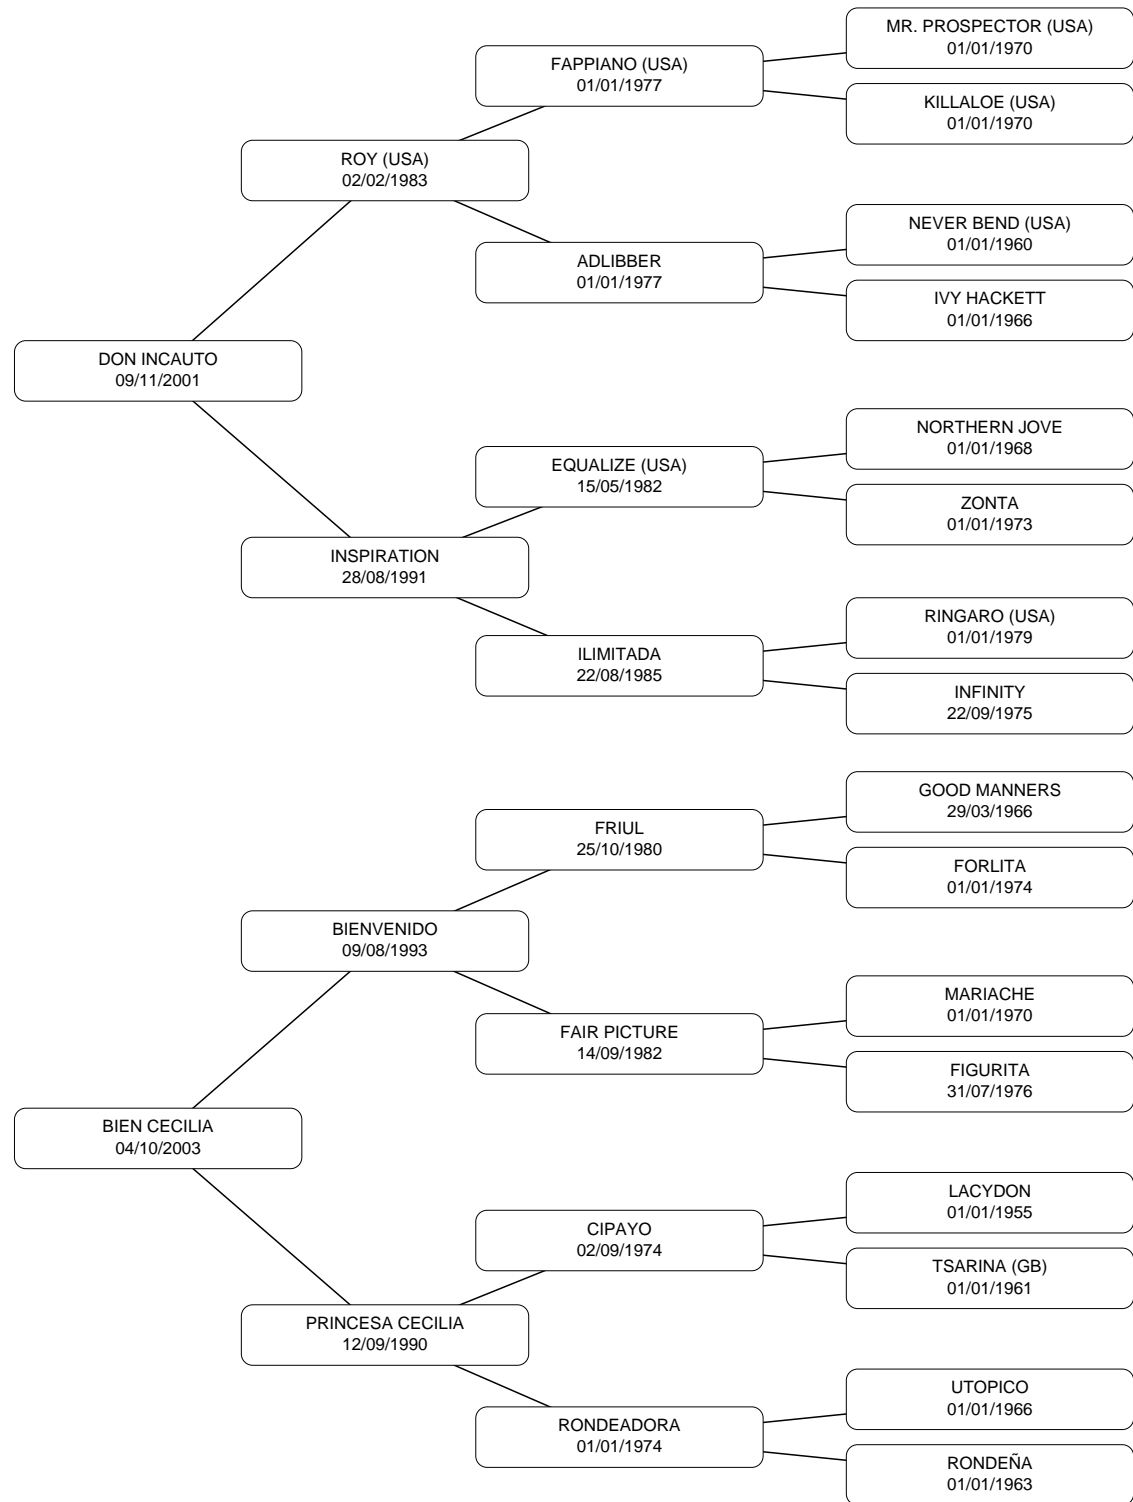 MR. PROSPECTOR (USA)
01/01/1970
FAPPIANO (USA)
01/01/1977
KILLALOE (USA)
01/01/1970
ROY (USA)
02/02/1983
NEVER BEND (USA)
01/01/1960
ADLIBBER
01/01/1977
IVY HACKETT
01/01/1966
DON INCAUTO
09/11/2001
NORTHERN JOVE
01/01/1968
EQUALIZE (USA)
15/05/1982
ZONTA
01/01/1973
INSPIRATION
28/08/1991
RINGARO (USA)
01/01/1979
ILIMITADA
22/08/1985
INFINITY
22/09/1975
GOOD MANNERS
29/03/1966
FRIUL
25/10/1980
FORLITA
01/01/1974
BIENVENIDO
09/08/1993
MARIACHE
01/01/1970
FAIR PICTURE
14/09/1982
FIGURITA
31/07/1976
BIEN CECILIA
04/10/2003
LACYDON
01/01/1955
CIPAYO
02/09/1974
TSARINA (GB)
01/01/1961
PRINCESA CECILIA
12/09/1990
UTOPICO
01/01/1966
RONDEADORA
01/01/1974
RONDEÑA
01/01/1963